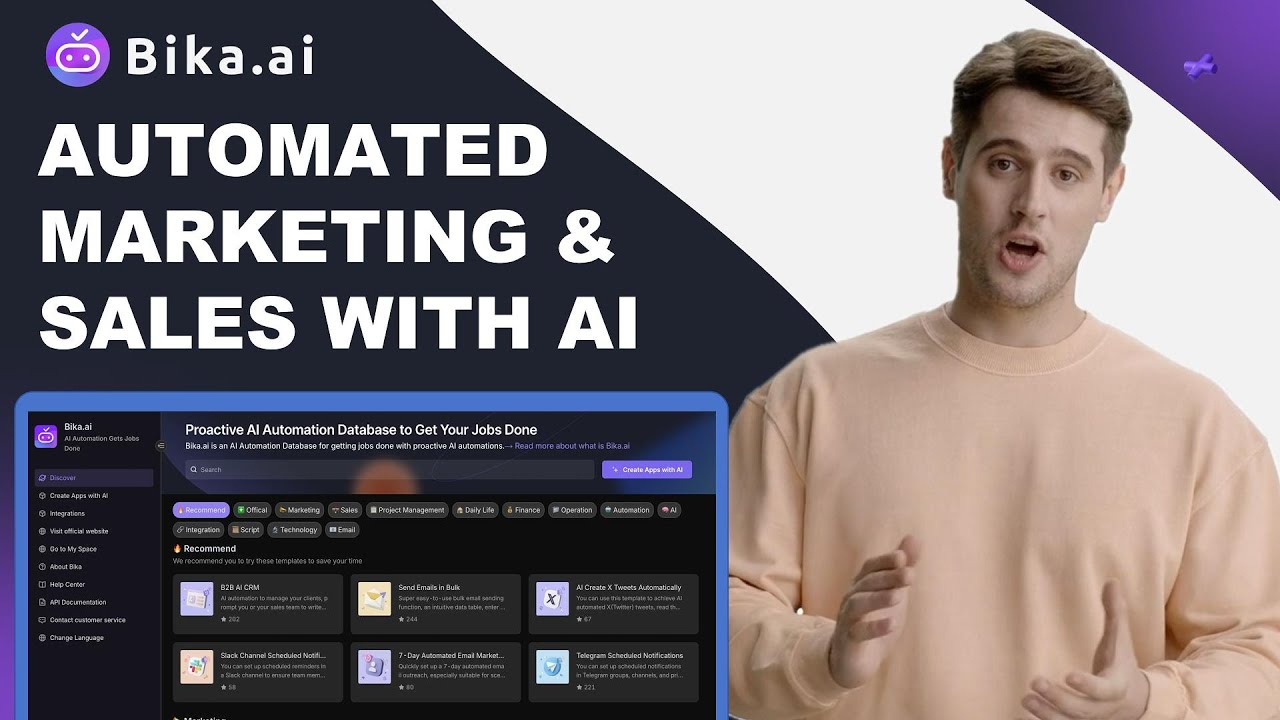 Bika.ai
AUTOMATED
MARKETING &
SALES WITH AI
Bika.ai
AI Automation Gets Jobs
Done
Discover
Create Apps with AI
Integrations
Visit official website
Go to My Space
About Bika
Help Center
API Documentation
Contact customer service
Change Language
Proactive AI Automation Database to Get Your Jobs Done
Bika.ai is an AI Automation Database for getting jobs done with proactive AI automations.→ Read more about what is Bika.ai
Search
Create Apps with AI
Recommend Offical Marketing Sales Project Management Daily Life Finance Operation Automation AI
Integration Script Technology Email
Recommend
We recommend you to try these templates to save your time
B2B AI CRM
AI automation to manage your clients, p
rompt you or your sales team to write...
202
Send Emails in Bulk
Super easy-to-use bulk email sending
function, an intuitive data table, enter ...
244
AI Create X Tweets Automatically
You can use this template to achieve AI
automated X(Twitter) tweets, read th...
67
Slack Channel Scheduled Notifi...
You can set up scheduled reminders in
a Slack channel to ensure team mem...
58
7-Day Automated Email Market...
Quickly set up a 7-day automated ema
il outreach, especially suitable for sce...
80
Telegram Scheduled Notifications
You can set up scheduled notifications
in Telegram groups, channels, and pri...
221
Marketing